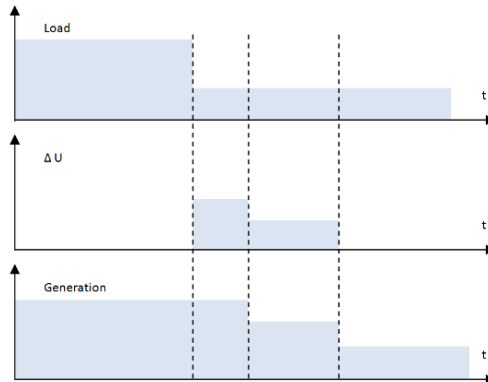 Load
t
Δ U
t
Generation
t